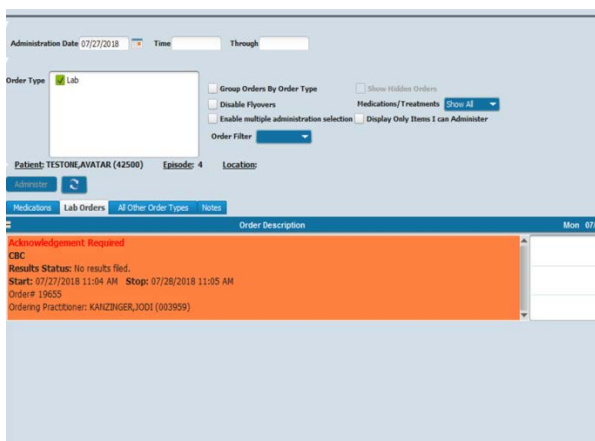 Administration Date 07/27/2018 Time Through
Order Type Lab
Group Orders By Order Type Show Hidden Orders
Disable Flyovers Medications/Treatments Show All
Enable multiple administration selection Display Only Items I can Administer
Order Filter
Patient: TESTONE,AVATAR (42500) Episode: 4 Location:
Administer
Medications Lab Orders All Other Order Types Notes
Order Description Mon 07/
Acknowledgement Required
CBC
Results Status: No results filed.
Start: 07/27/2018 11:04 AM Stop: 07/28/2018 11:05 AM
Order# 19655
Ordering Practitioner: KANZINGER,JODI (003959)